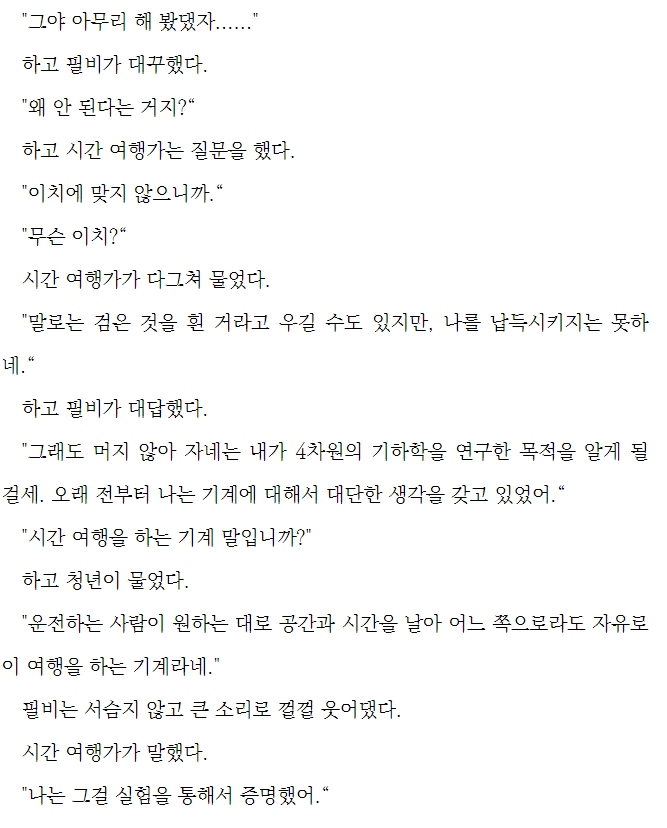 "그야 아무리 해 봤댔자......"
하고 필비가 대꾸했다.
"왜 안 된다는 거지?“
하고 시간 여행가는 질문을 했다.
"이치에 맞지 않으니까.“
"무슨 이치?“
시간 여행가가 다그쳐 물었다.
"말로는 검은 것을 흰 거라고 우길 수도 있지만, 나를 납득시키지는 못하
네.“
하고 필비가 대답했다.
"그래도 머지 않아 자네는 내가 4차원의 기하학을 연구한 목적을 알게 될
걸세. 오래 전부터 나는 기계에 대해서 대단한 생각을 갖고 있었어.“
"시간 여행을 하는 기계 말입니까?"
하고 청년이 물었다.
"운전하는 사람이 원하는 대로 공간과 시간을 날아 어느 쪽으로라도 자유로
이 여행을 하는 기계라네."
필비는 서슴지 않고 큰 소리로 껄껄 웃어댔다.
시간 여행가가 말했다.
"나는 그걸 실험을 통해서 증명했어.“